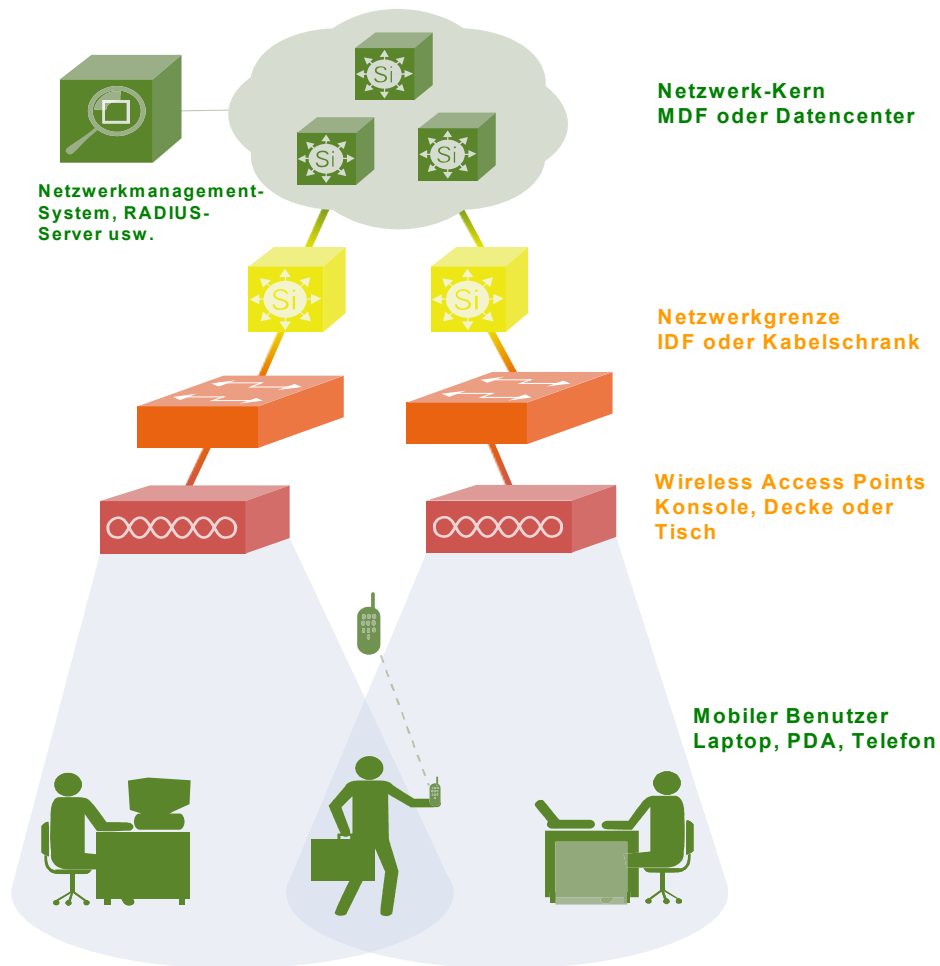 Si
Netzwerk-Kern
MDF oder Datencenter
Si
Si
Netzwerkmanagement-
System, RADIUS-
Server usw.
Si
Si
Netzwerkgrenze
IDF oder Kabelschrank
Wireless Access Points
Konsole, Decke oder
Tisch
Mobiler Benutzer
Laptop, PDA, Telefon